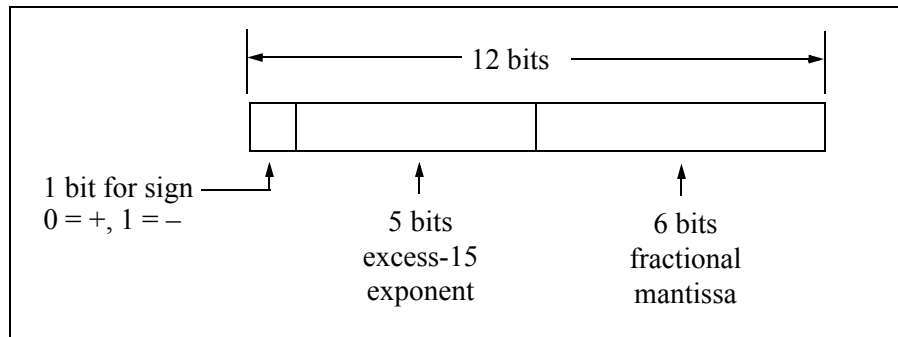 12 bits
1 bit for sign
0 = +, 1 = –
5 bits
excess-15
exponent
6 bits
fractional
mantissa